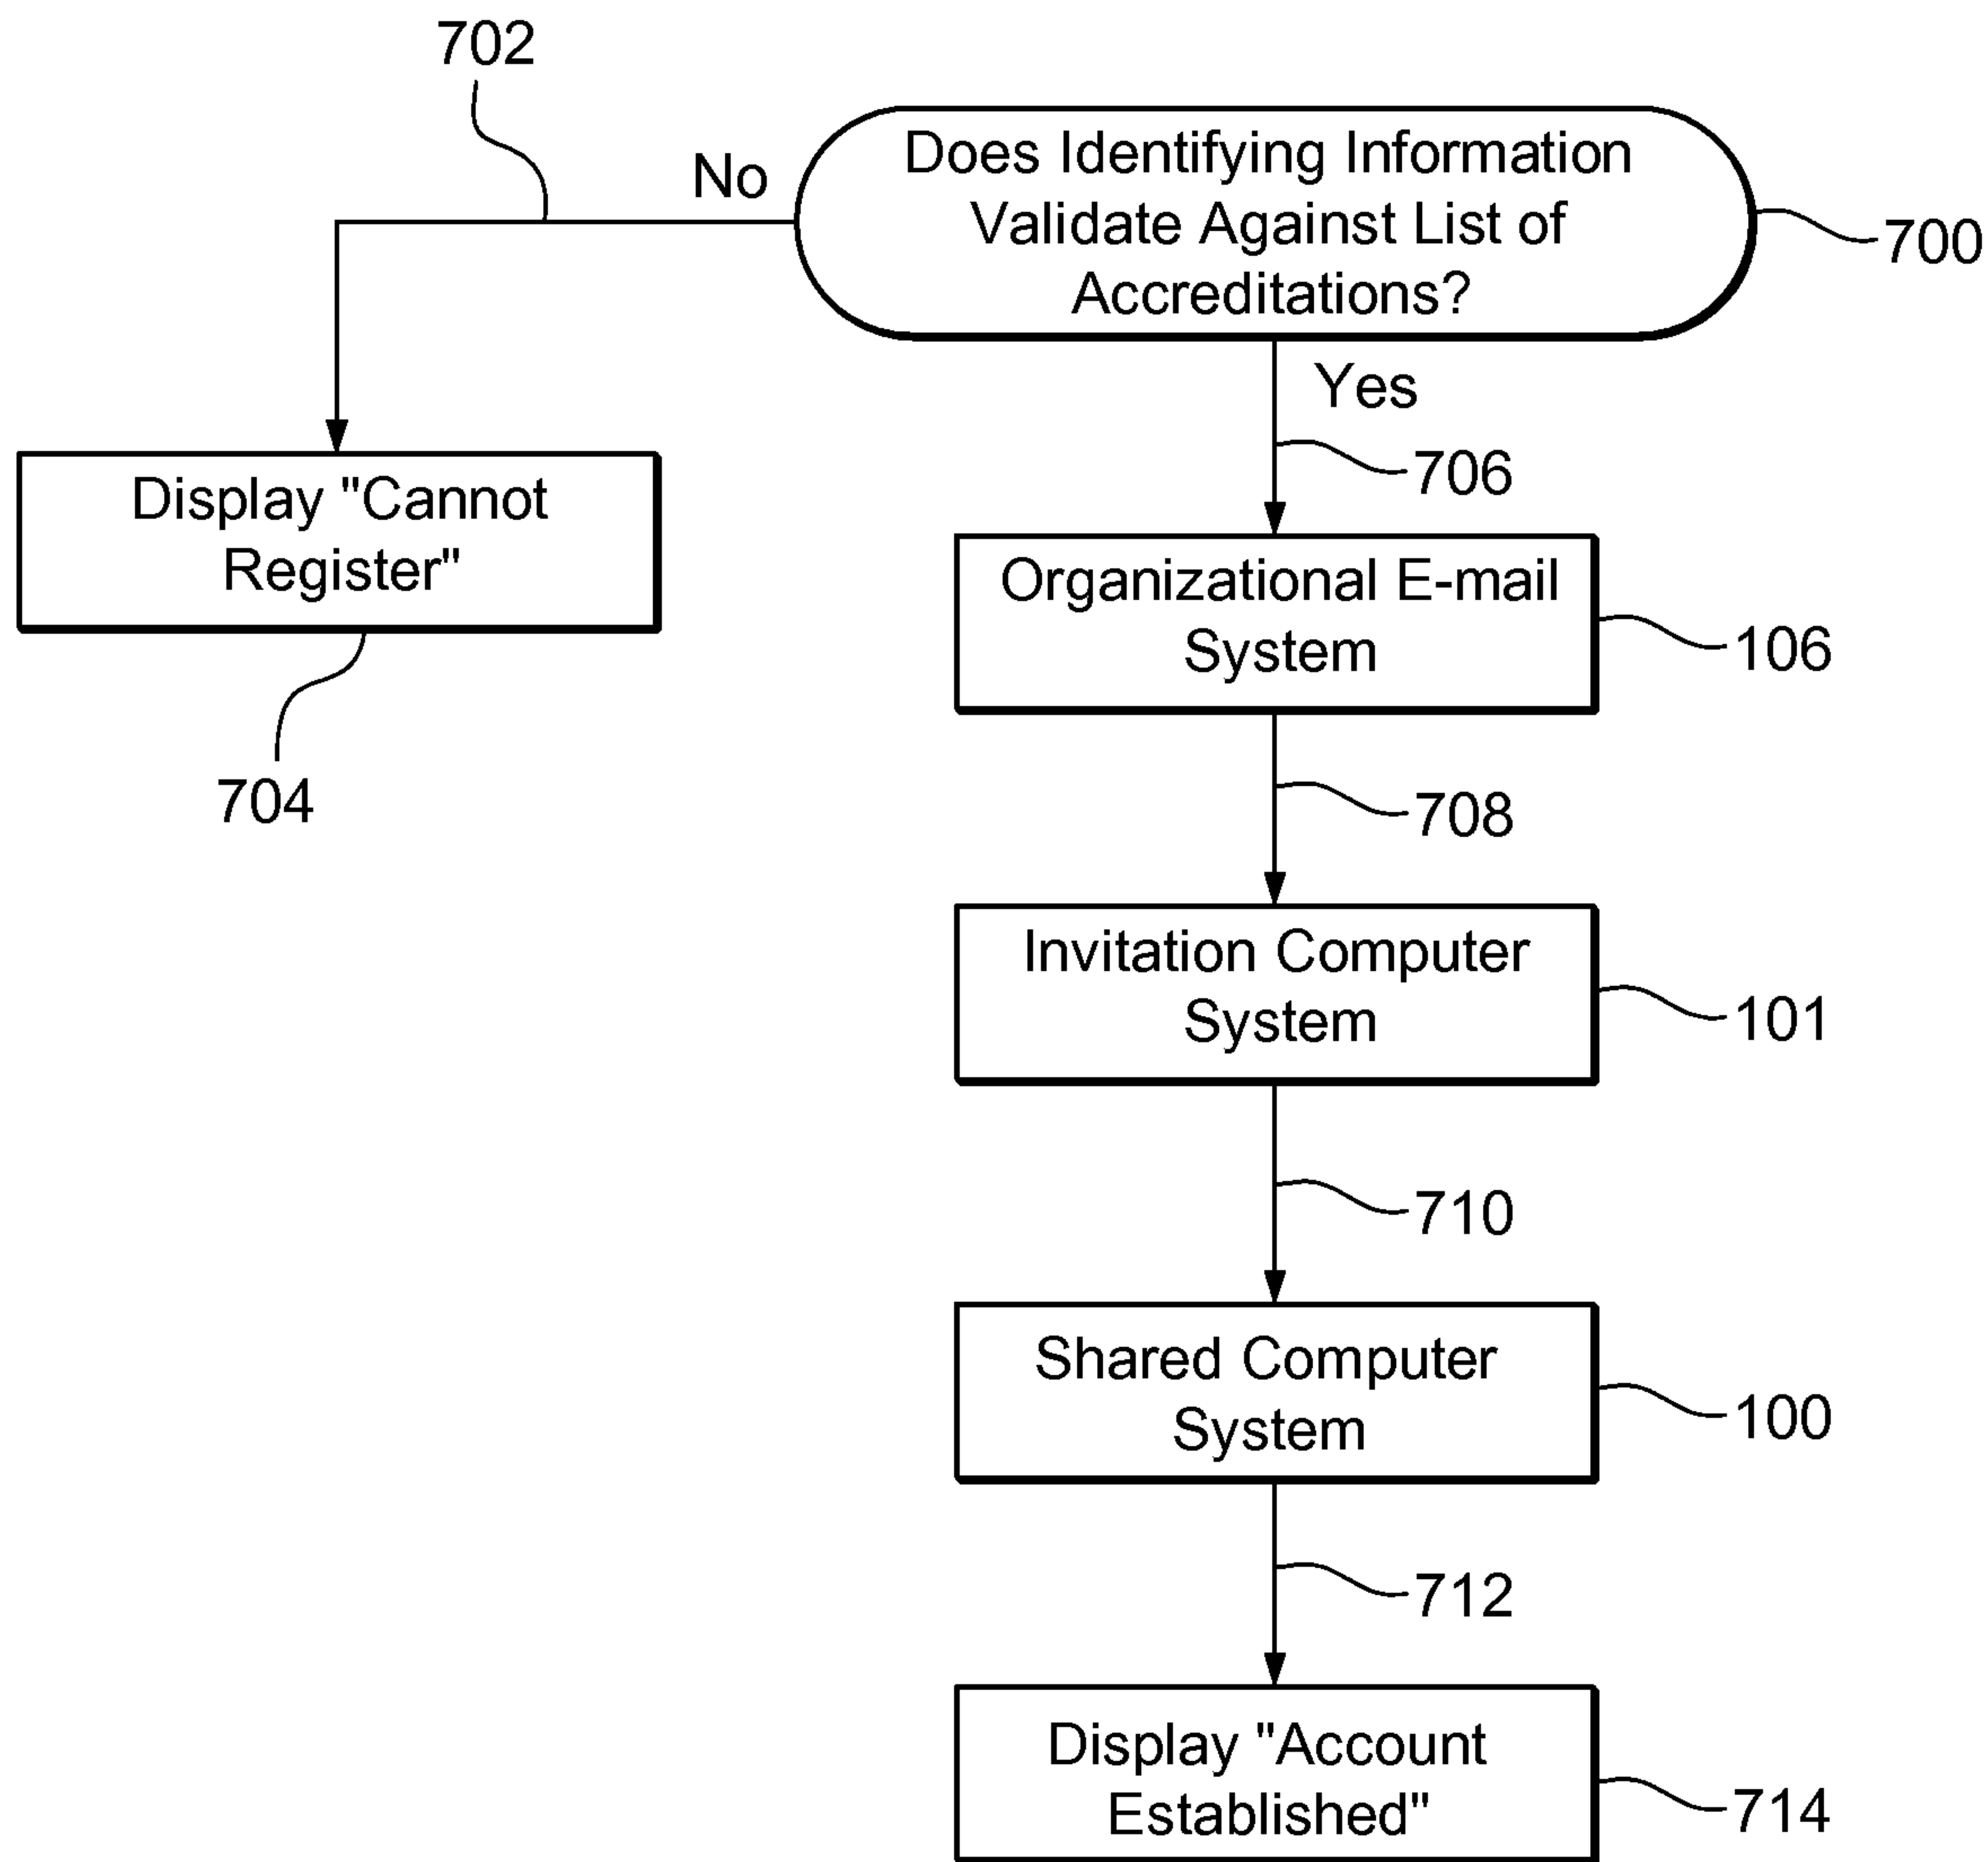 702
Does Identifying Information
Validate Against List of
Accreditations?
700
No
Yes
706
Display "Cannot
Register"
704
Organizational E-mail
System
106
708
Invitation Computer
System
101
710
Shared Computer
System
100
712
Display "Account
Established"
714